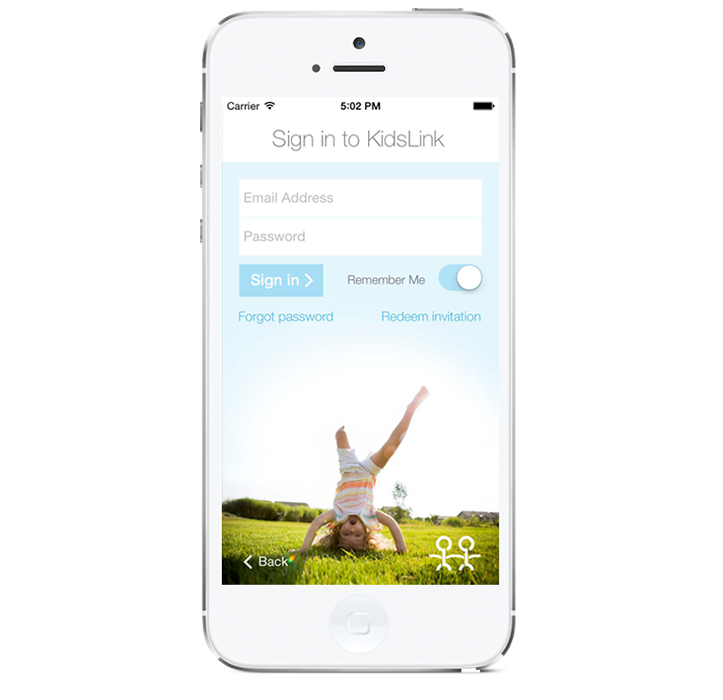 Carrier 5:02 PM
Sign in to KidsLink
Email Address
Password
Sign in Remember Me
Forgot password Redeem invitation
Back